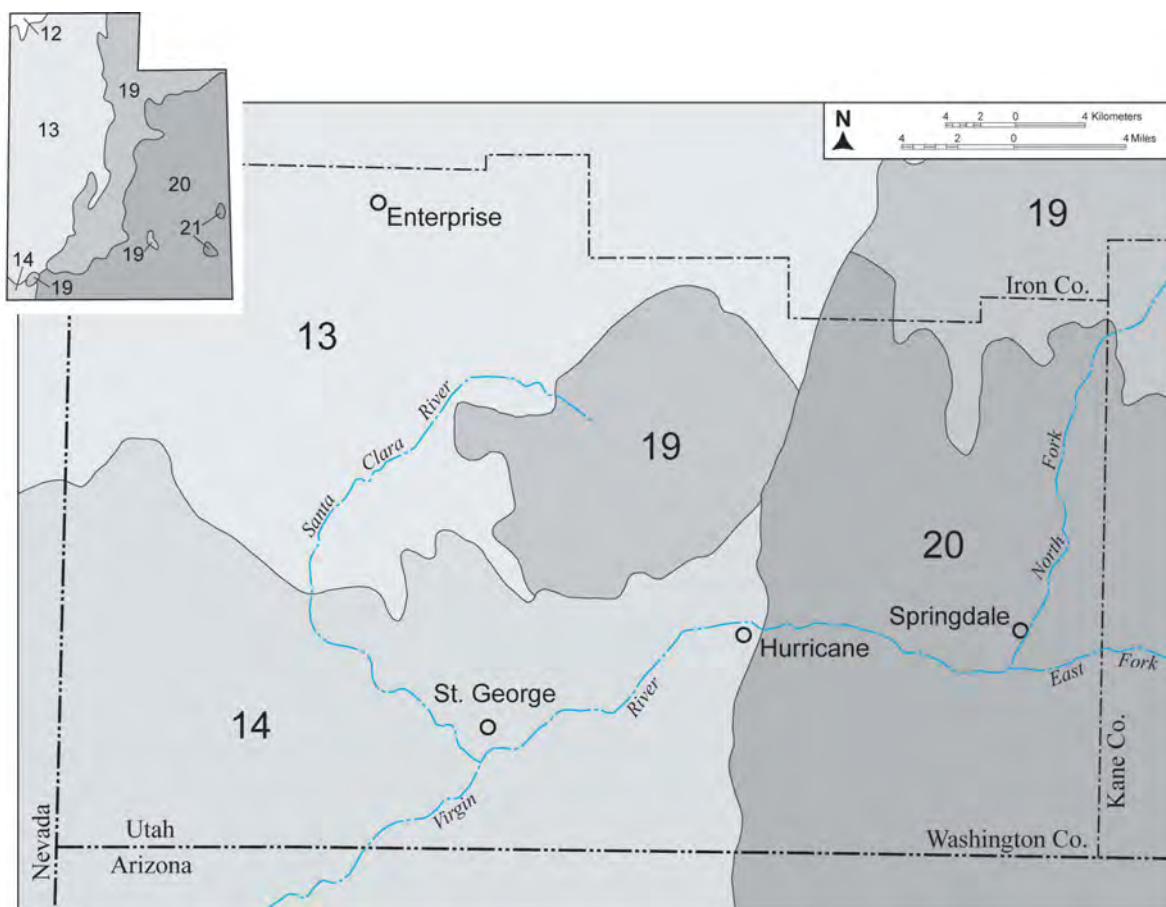 12
19
13
20
21
14
19
19
N
4 2 0 4 Kilometers
4 2 0 4 Miles
19
Enterprise
Iron Co.
13
Santa Clara River
19
20
North Fork
Springdale
Hurricane
East Fork
St. George
River
14
Virgin
Kane Co.
Nevada
Utah
Arizona
Washington Co.